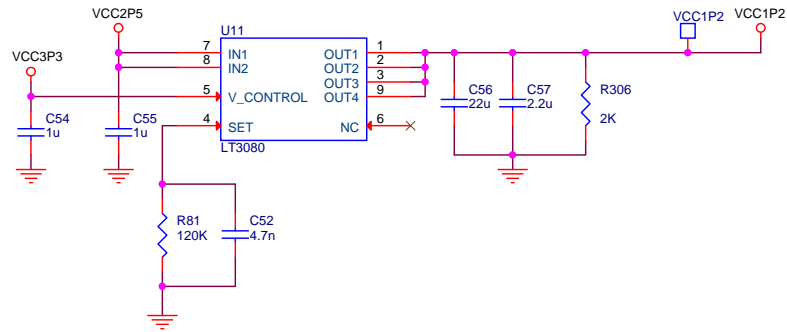 VCC2P5
U11
VCC1P2
VCC1P2
VCC3P3
7
IN1
OUT1
1
8
IN2
OUT2
2
OUT3
3
5
V_CONTROL
OUT4
9
C56
22u
C57
2.2u
R306
2K
C54
1u
C55
1u
4
SET
NC
6
LT3080
R81
120K
C52
4.7n